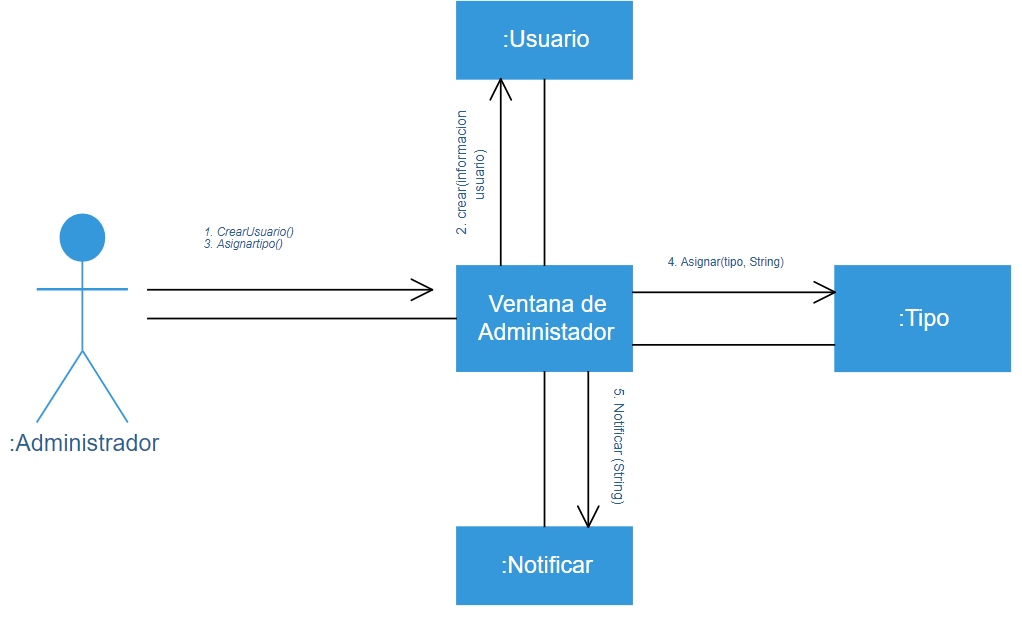 :Usuario
2. crear(informacion
usuario)
1. CrearUsuario()
3. Asignartipo()
4. Asignar(tipo, String)
Ventana de
Administador
:Tipo
5. Notificar (String)
:Administrador
:Notificar